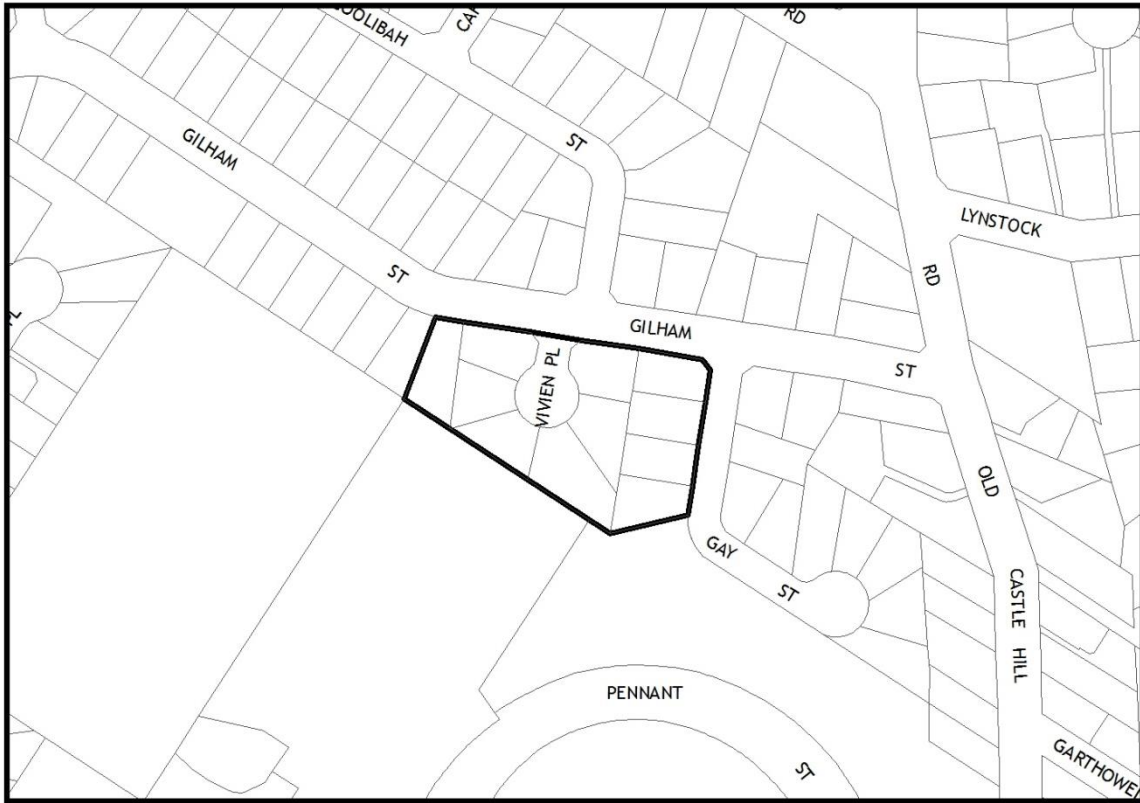 RD
ST
GILHAM
LYNSTOCK
ST
RD
GILHAM
VIVIEN PL
ST
OLD
GAY
ST
CASTLE HILL
PENNANT
ST